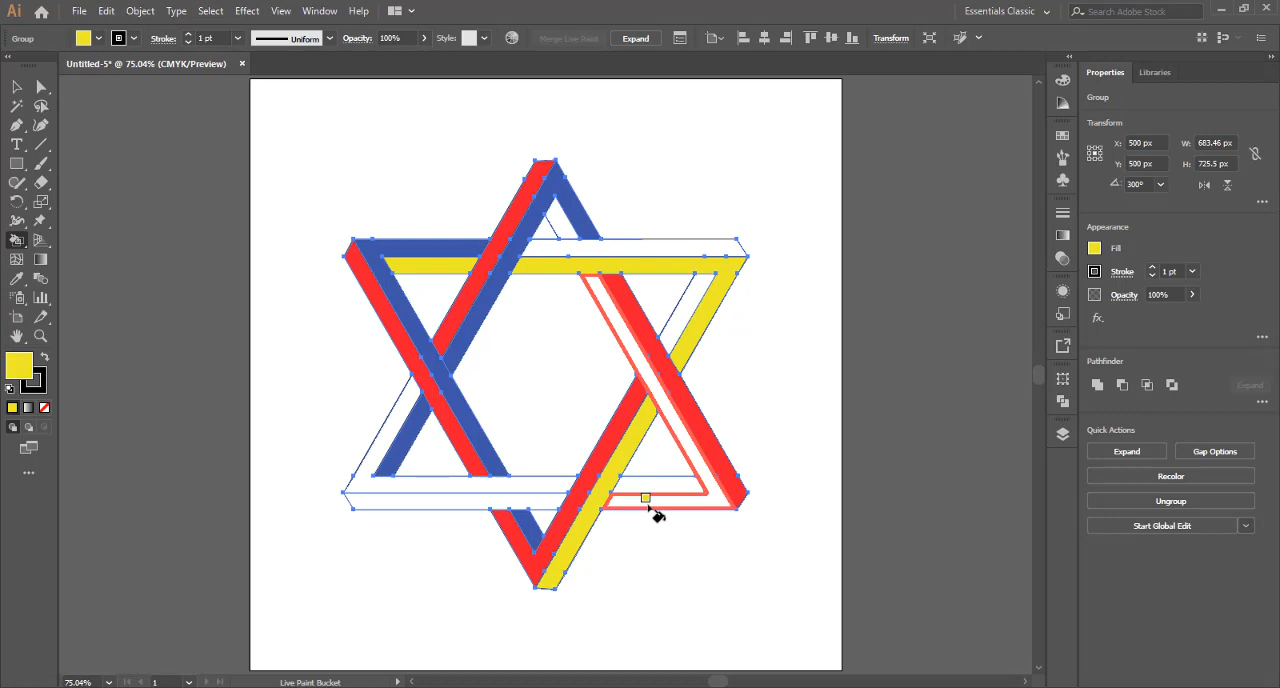 Ai File Edit Object Type Select Effect View Window Help Essentials Classic Search Adobe Stock
Group Stroke: 1 pt Uniform Opacity: 100% Style: Merge Live Paint Expand Transform
Untitled-5* @ 75.04% (CMYK/Preview) ×
Properties Libraries
Group
Transform
X: 500 px W: 683.46 px
Y: 500 px H: 725.5 px
300°
Appearance
Fill
Stroke 1 pt
Opacity 100%
fx.
Pathfinder
Expand
Quick Actions
Expand Gap Options
Recolor
Ungroup
Start Global Edit
75.04% 1 Live Paint Bucket